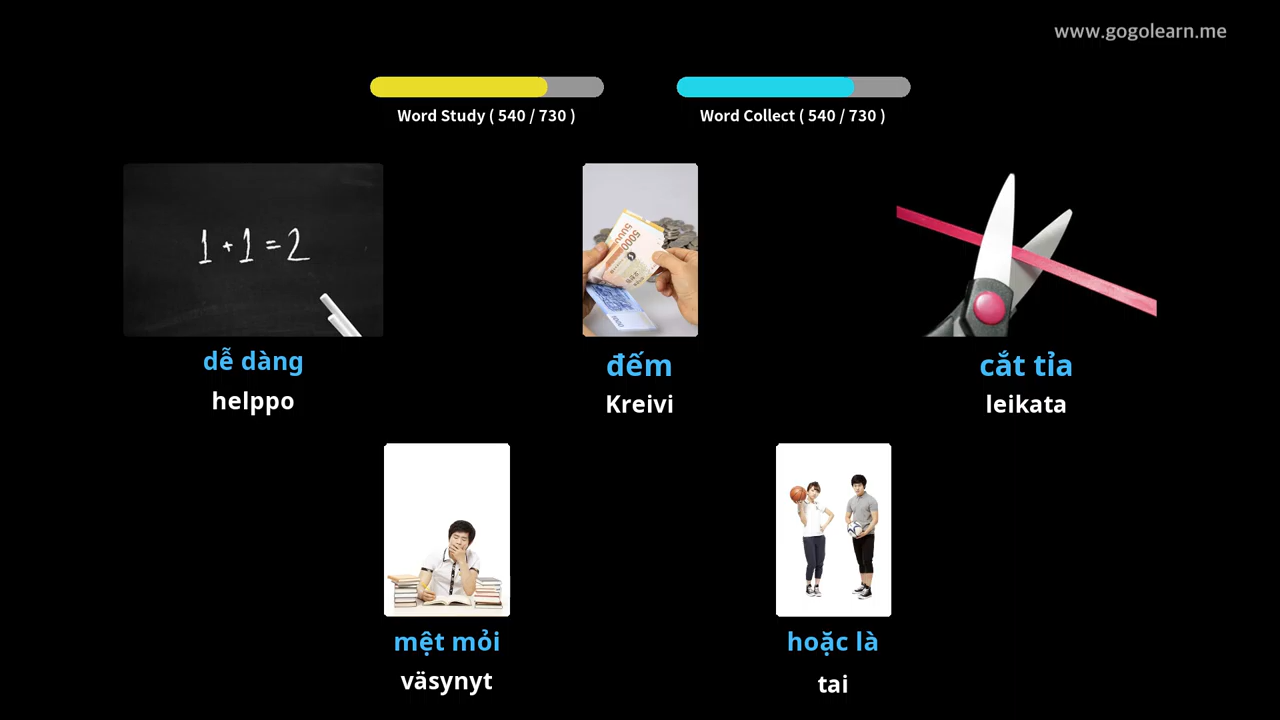 www.gogolearn.me
Word Study ( 540 / 730 )
Word Collect ( 540 / 730 )
1 + 1 = 2
5000
dễ dàng
helppo
đếm
Kreivi
cắt tỉa
leikata
mệt mỏi
väsynyt
hoặc là
tai